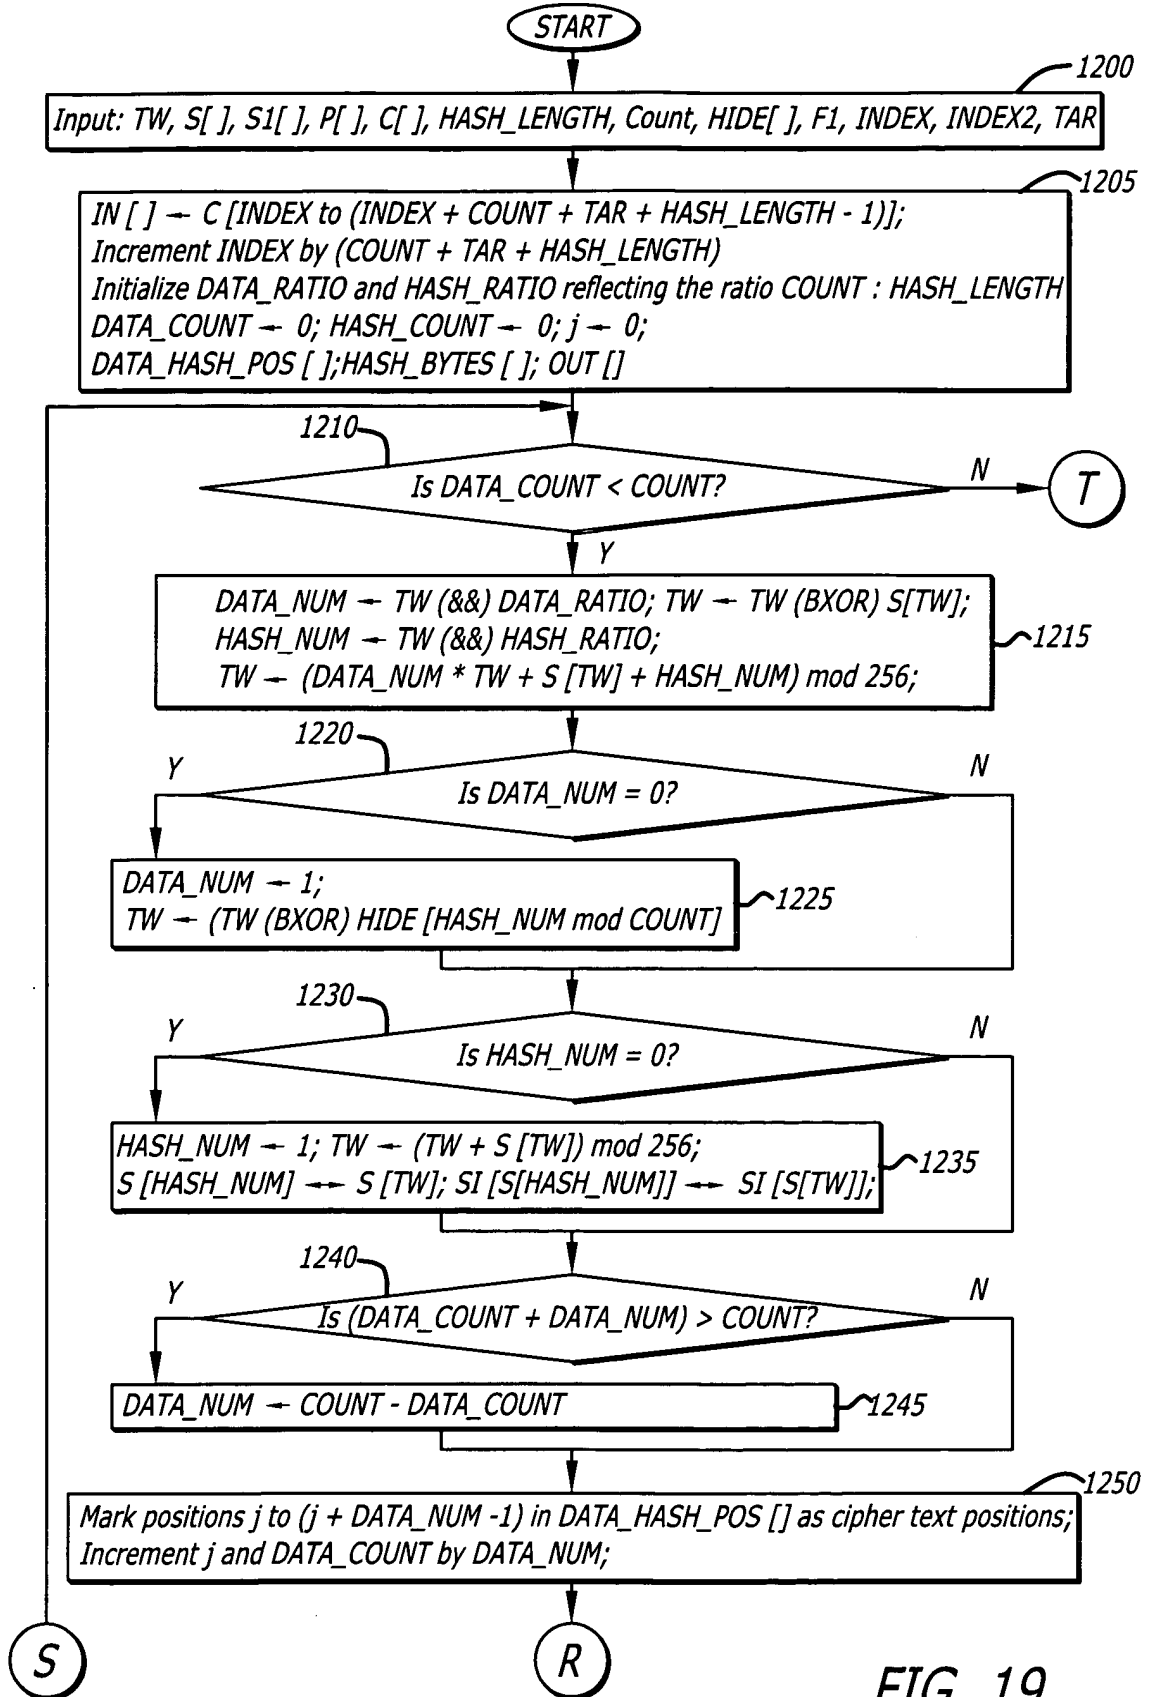 START
1200
Input: TW, S[ ], S1[ ], P[ ], C[ ], HASH_LENGTH, Count, HIDE[ ], F1, INDEX, INDEX2, TAR
1205
IN [ ] ← C [INDEX to (INDEX + COUNT + TAR + HASH_LENGTH - 1)];
Increment INDEX by (COUNT + TAR + HASH_LENGTH)
Initialize DATA_RATIO and HASH_RATIO reflecting the ratio COUNT : HASH_LENGTH
DATA_COUNT ← 0; HASH_COUNT ← 0; j ← 0;
DATA_HASH_POS [ ];HASH_BYTES [ ]; OUT []
1210
Is DATA_COUNT < COUNT?
N
T
Y
DATA_NUM ← TW (&&) DATA_RATIO; TW ← TW (BXOR) S[TW];
HASH_NUM ← TW (&&) HASH_RATIO;
TW ← (DATA_NUM * TW + S [TW] + HASH_NUM) mod 256;
1215
1220
Y
N
Is DATA_NUM = 0?
DATA_NUM ← 1;
TW ← (TW (BXOR) HIDE [HASH_NUM mod COUNT]
1225
1230
Y
N
Is HASH_NUM = 0?
HASH_NUM ← 1; TW ← (TW + S [TW]) mod 256;
S [HASH_NUM] ↔ S [TW]; SI [S[HASH_NUM]] ↔ SI [S[TW]];
1235
1240
Y
N
Is (DATA_COUNT + DATA_NUM) > COUNT?
DATA_NUM ← COUNT - DATA_COUNT
1245
1250
Mark positions j to (j + DATA_NUM -1) in DATA_HASH_POS [] as cipher text positions;
Increment j and DATA_COUNT by DATA_NUM;
S
R
FIG. 19